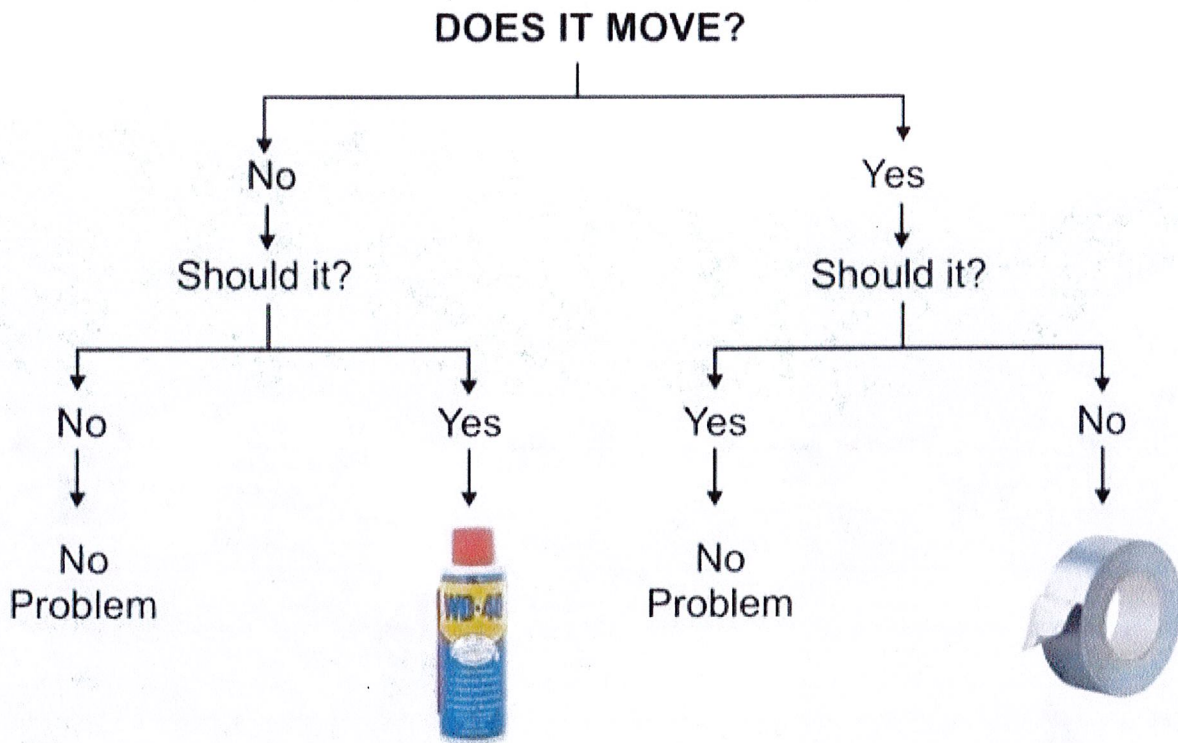 DOES IT MOVE?
No
Yes
Should it?
Should it?
No
Yes
Yes
No
No
Problem
WD-40
No
Problem